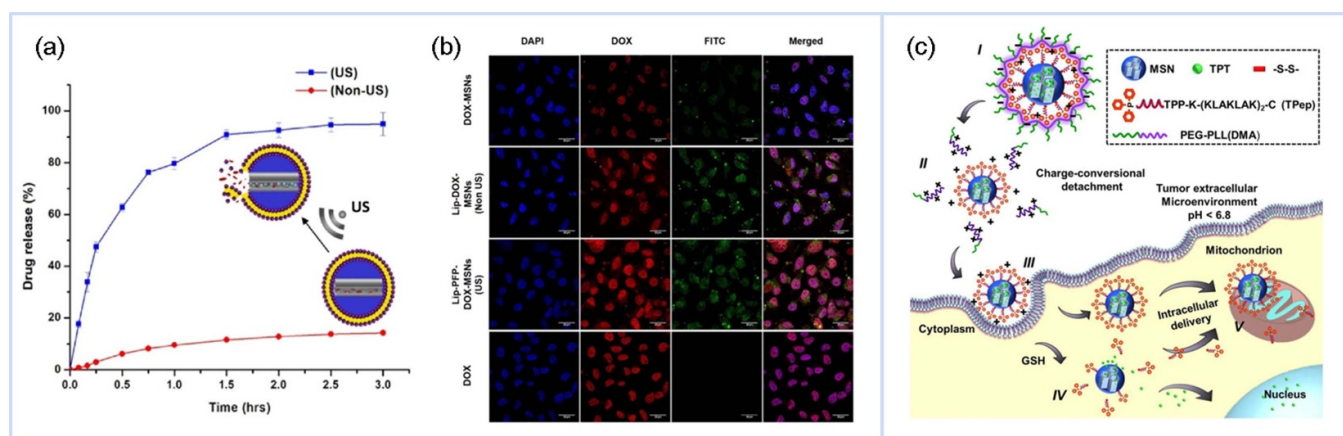 (a)
(US)
(Non-US)
100
80
60
40
20
0
Drug release (%)
US
0.0
0.5
1.0
1.5
2.0
2.5
3.0
Time (hrs)
(b)
DAPI
DOX
FITC
Merged
DOX-MSNs
Lip-DOX-
MSNs
(Non US)
Lip-PFP-
DOX-MSNs
(US)
DOX
(c)
I
MSN
TPT
-S-S-
P
TPP-K-(KLAKLAK)2-C (TPep)
PEG-PLL(DMA)
II
Charge-conversional
detachment
Tumor extracellular
Microenvironment
pH < 6.8
III
Mitochondrion
Cytoplasm
Intracellular
delivery
V
GSH
IV
Nucleus